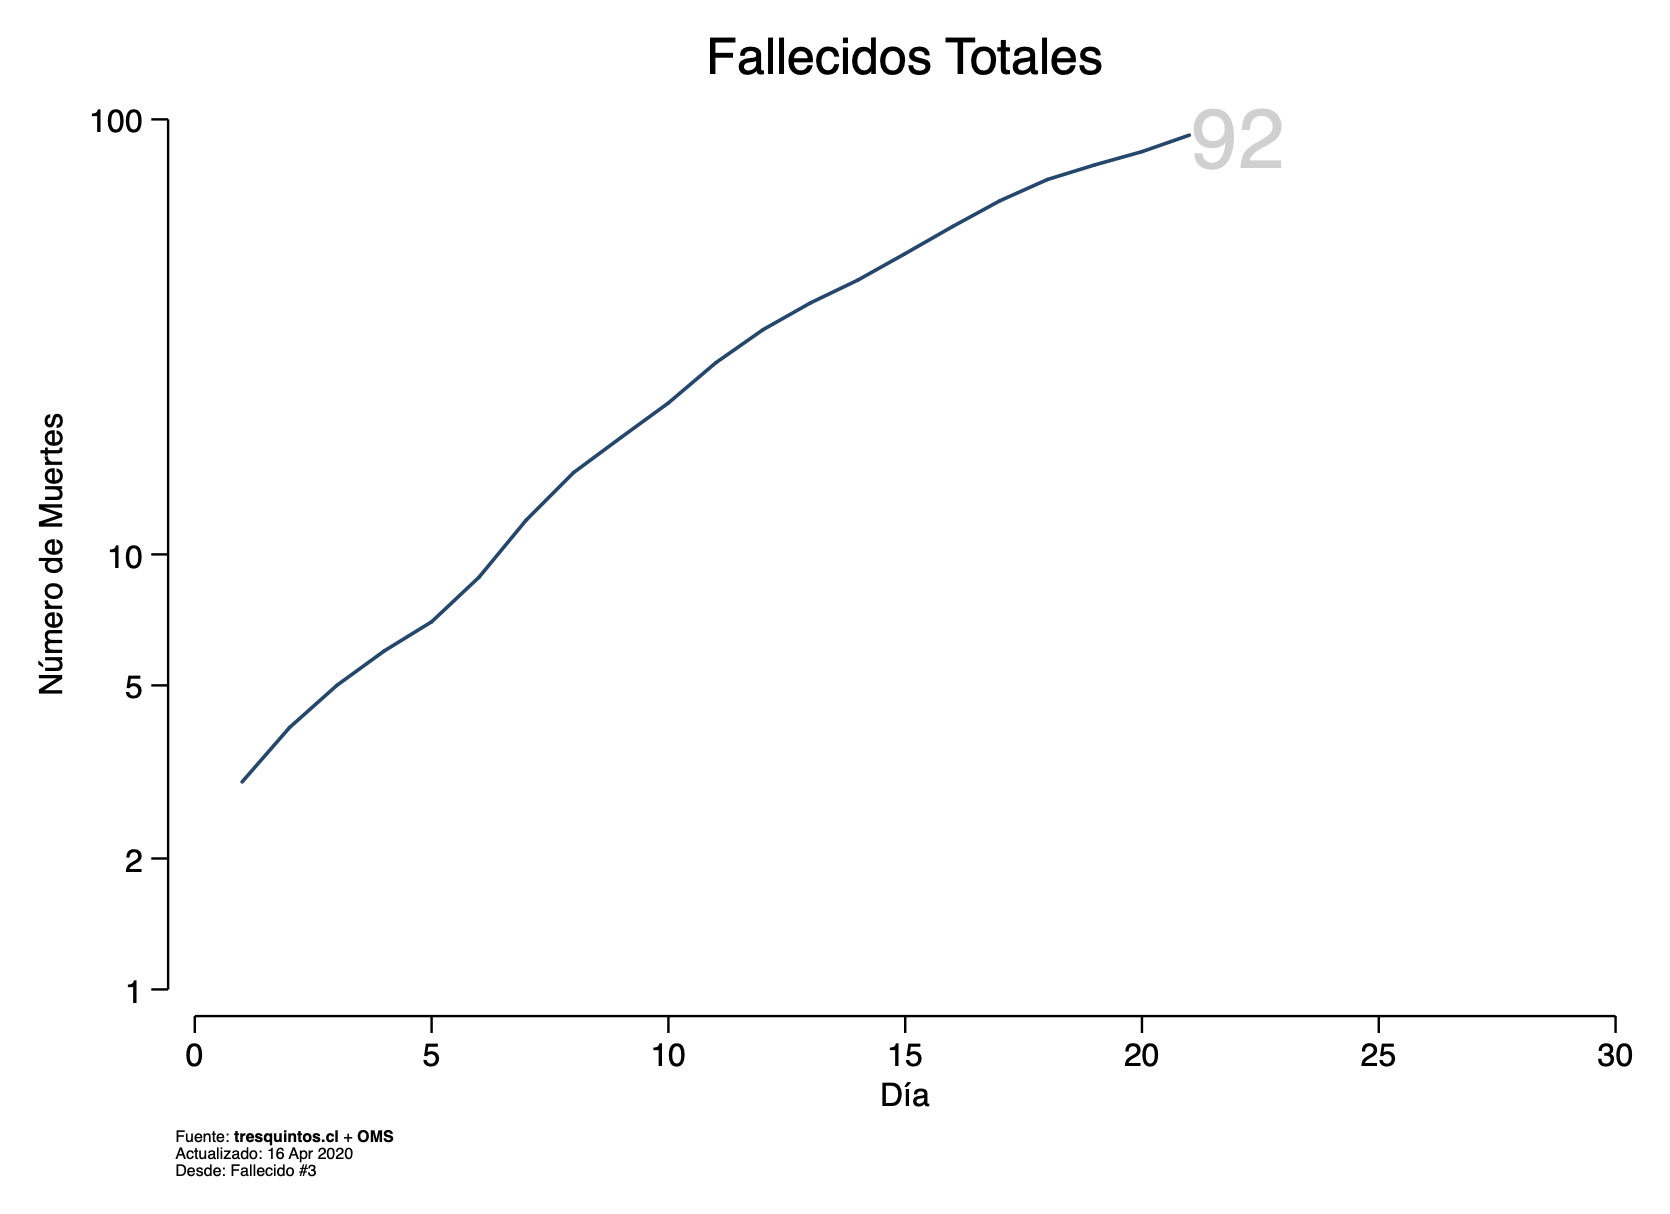 Fallecidos Totales
100
92
10
5
2
1
Número de Muertes
0 5 10 15 20 25 30
Día
Fuente: tresquintos.cl + OMS
Actualizado: 16 Apr 2020
Desde: Fallecido #3